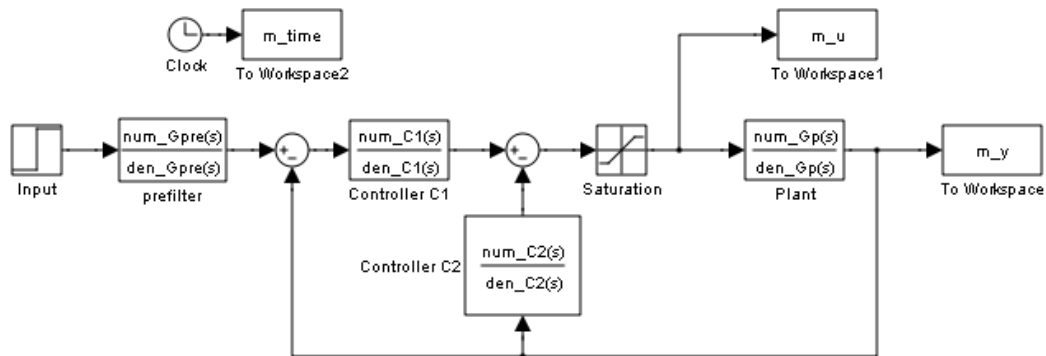 m_time
Clock
To Workspace2
m_u
To Workspace1
Input
num_Gpre(s)
den_Gpre(s)
prefilter
+
−
num_C1(s)
den_C1(s)
Controller C1
+
−
Saturation
num_Gp(s)
den_Gp(s)
Plant
m_y
To Workspace
Controller C2
num_C2(s)
den_C2(s)